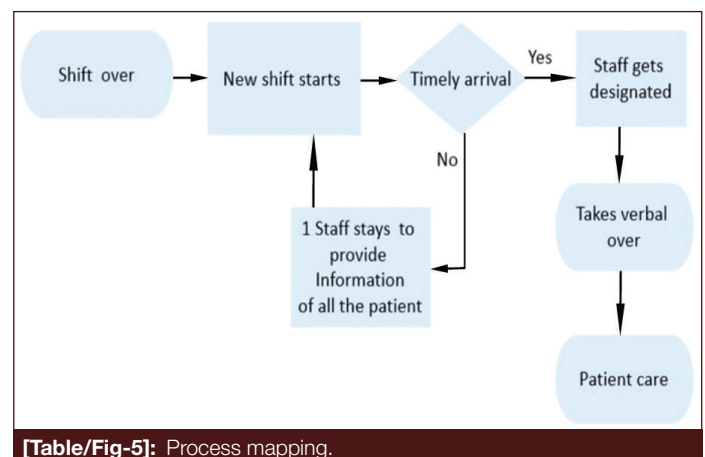 Shift over
New shift starts
Timely arrival
Yes
Staff gets
designated
No
1 Staff stays to
provide
Information
of all the patient
Takes verbal
over
Patient care
[Table/Fig-5]: Process mapping.